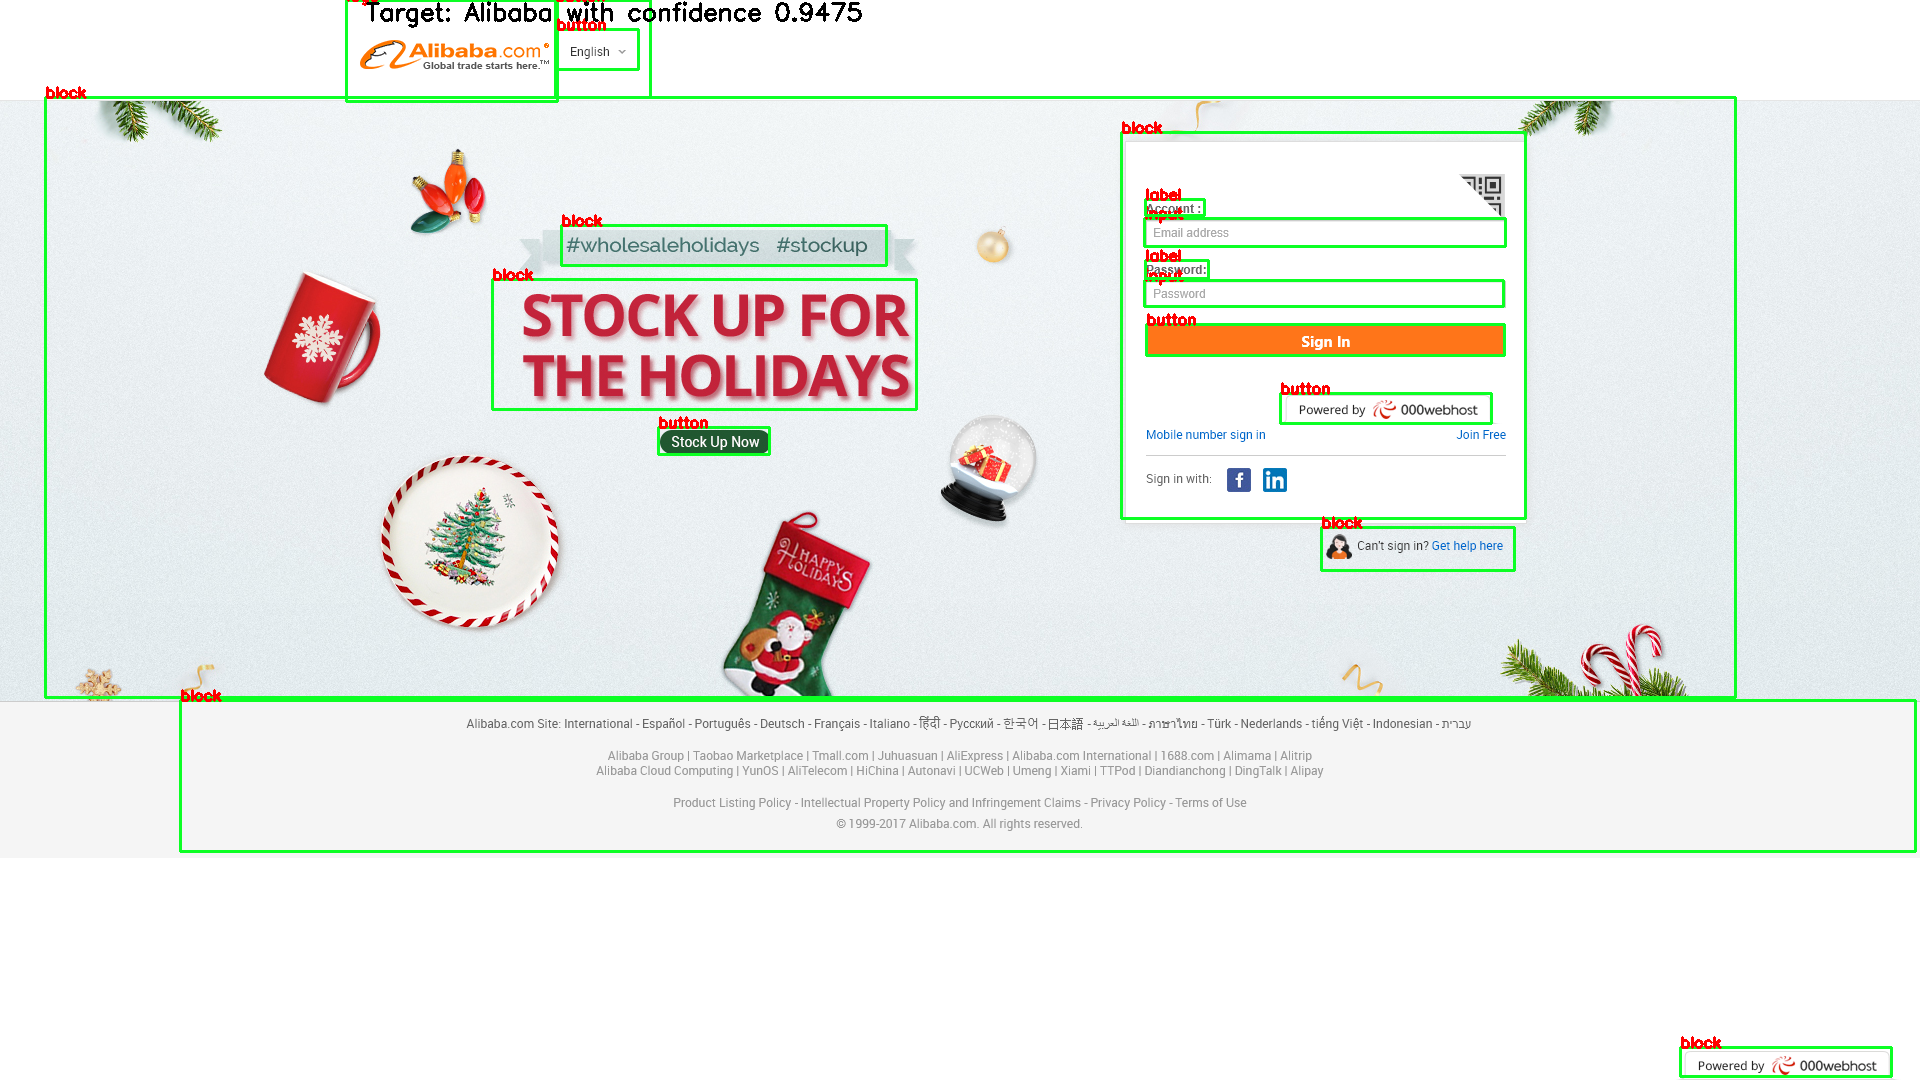 Target: Alibaba with confidence 0.9475
button
Alibaba.com®
Global trade starts here.™
English
block
block
label
Account :
input
Email address
block
#wholesaleholidays #stockup
label
Password:
input
Password
block
STOCK UP FOR
THE HOLIDAYS
button
Sign In
button
Powered by 000webhost
button
Stock Up Now
Mobile number sign in
Join Free
Sign in with:
f
in
block
Can't sign in? Get help here
HAPPY
HOLIDAYS
block
Alibaba.com Site: International - Español - Português - Deutsch - Français - Italiano - हिंदी - Русский - 한국어 - 日本語 - اللغة العربية - ภาษาไทย - Türk - Nederlands - tiếng Việt - Indonesian - עברית
Alibaba Group | Taobao Marketplace | Tmall.com | Juhuasuan | AliExpress | Alibaba.com International | 1688.com | Alimama | Alitrip
Alibaba Cloud Computing | YunOS | AliTelecom | HiChina | Autonavi | UCWeb | Umeng | Xiami | TTPod | Diandianchong | DingTalk | Alipay
Product Listing Policy - Intellectual Property Policy and Infringement Claims - Privacy Policy - Terms of Use
© 1999-2017 Alibaba.com. All rights reserved.
block
Powered by 000webhost